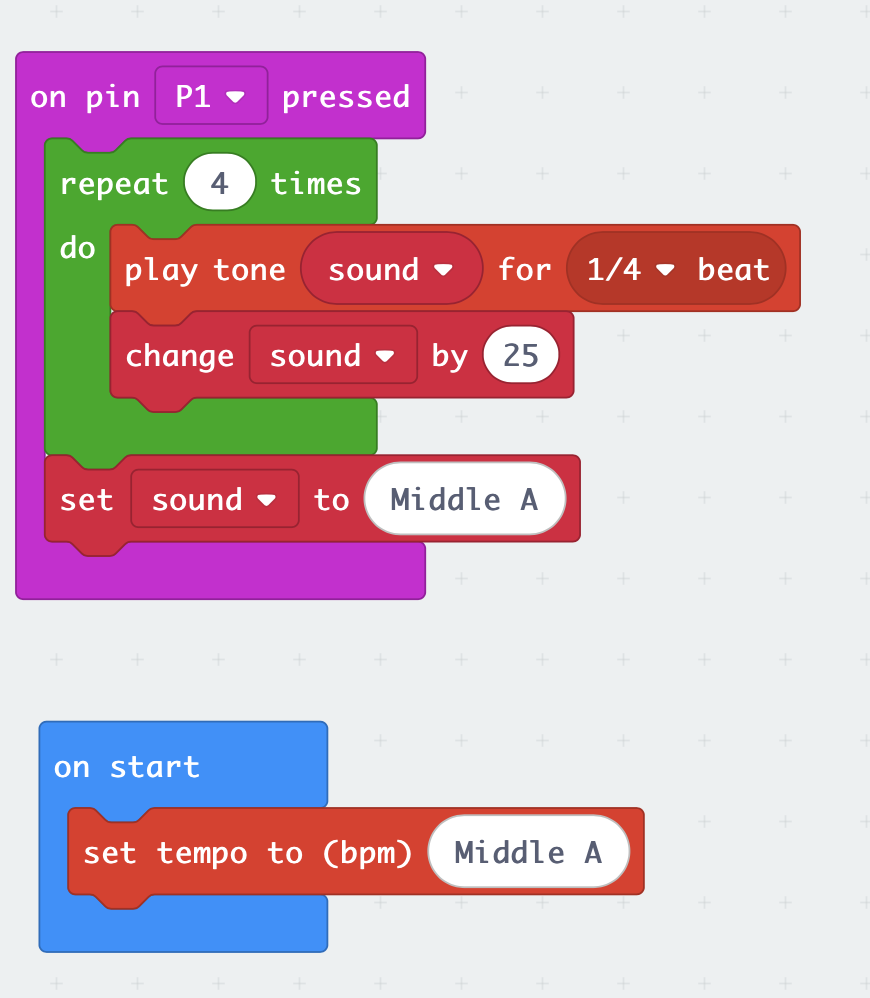 on pin P1 pressed
repeat 4 times
do
play tone sound for 1/4 beat
change sound by 25
set sound to Middle A
on start
set tempo to (bpm) Middle A